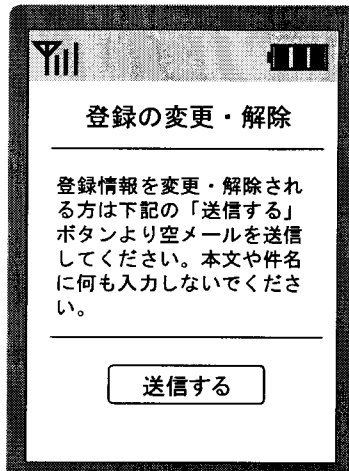 登録の変更・解除
登録情報を変更・解除され
る方は下記の「送信する」
ボタンより空メールを送信
してください。本文や件名
に何も入力しないでくださ
い。
送信する